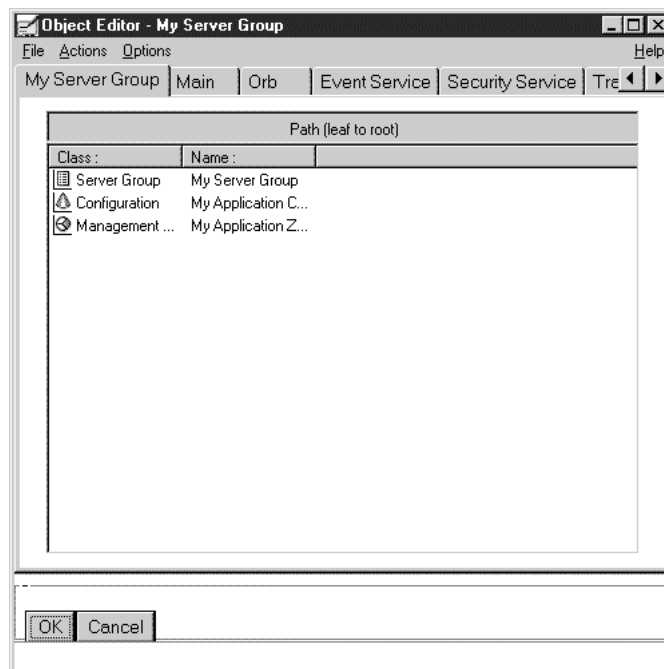 Object Editor - My Server Group
File Actions Options Help
My Server Group Main Orb Event Service Security Service Tra
Path (leaf to root)
Class : Name :
Server Group My Server Group
Configuration My Application C...
Management ... My Application Z...
OK Cancel